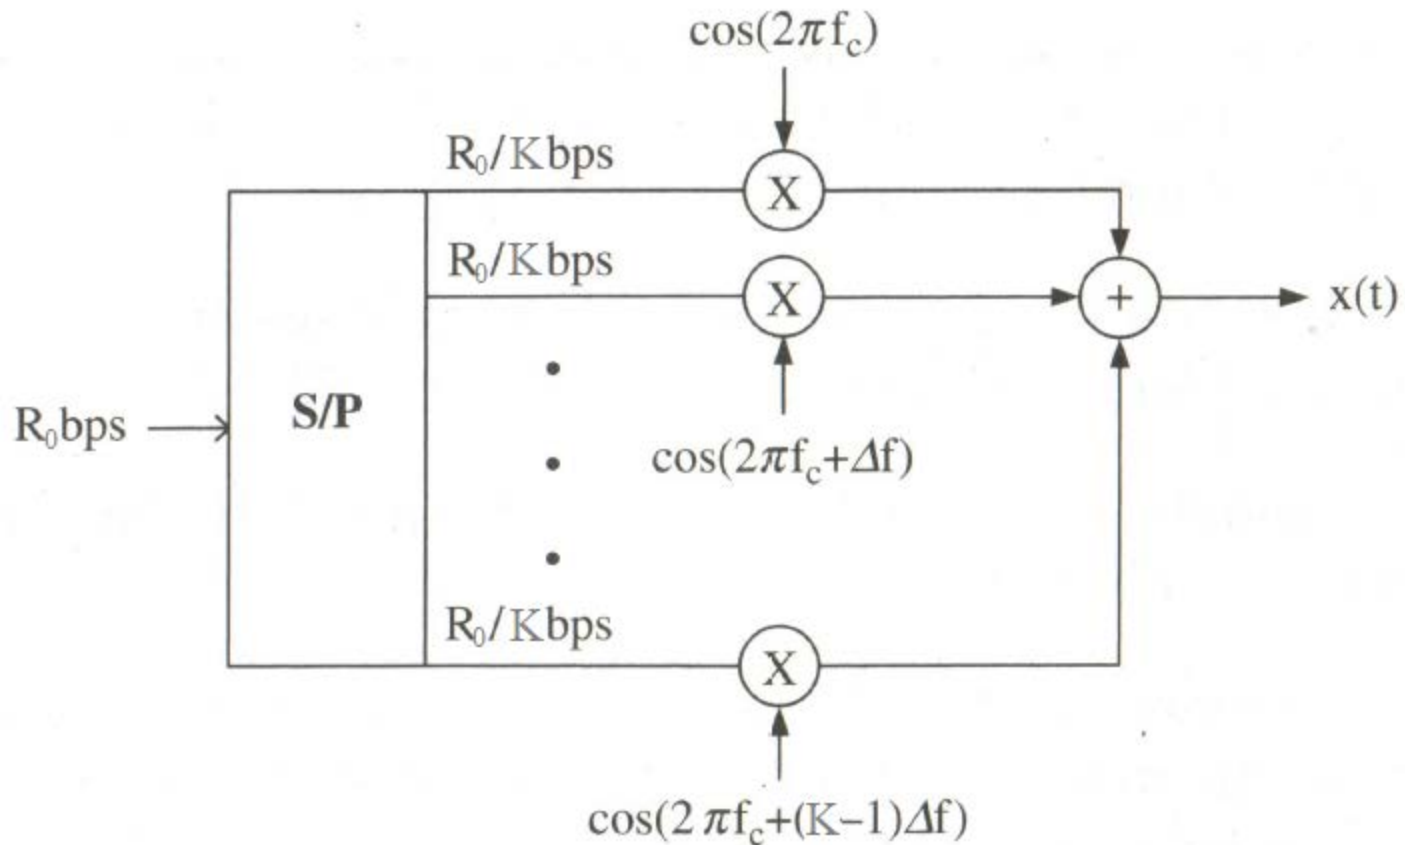 cos(2πf_c)
R₀/Kbps
X
R₀/Kbps
X
+
x(t)
R₀bps
S/P
cos(2πf_c+Δf)
R₀/Kbps
X
cos(2πf_c+(K−1)Δf)